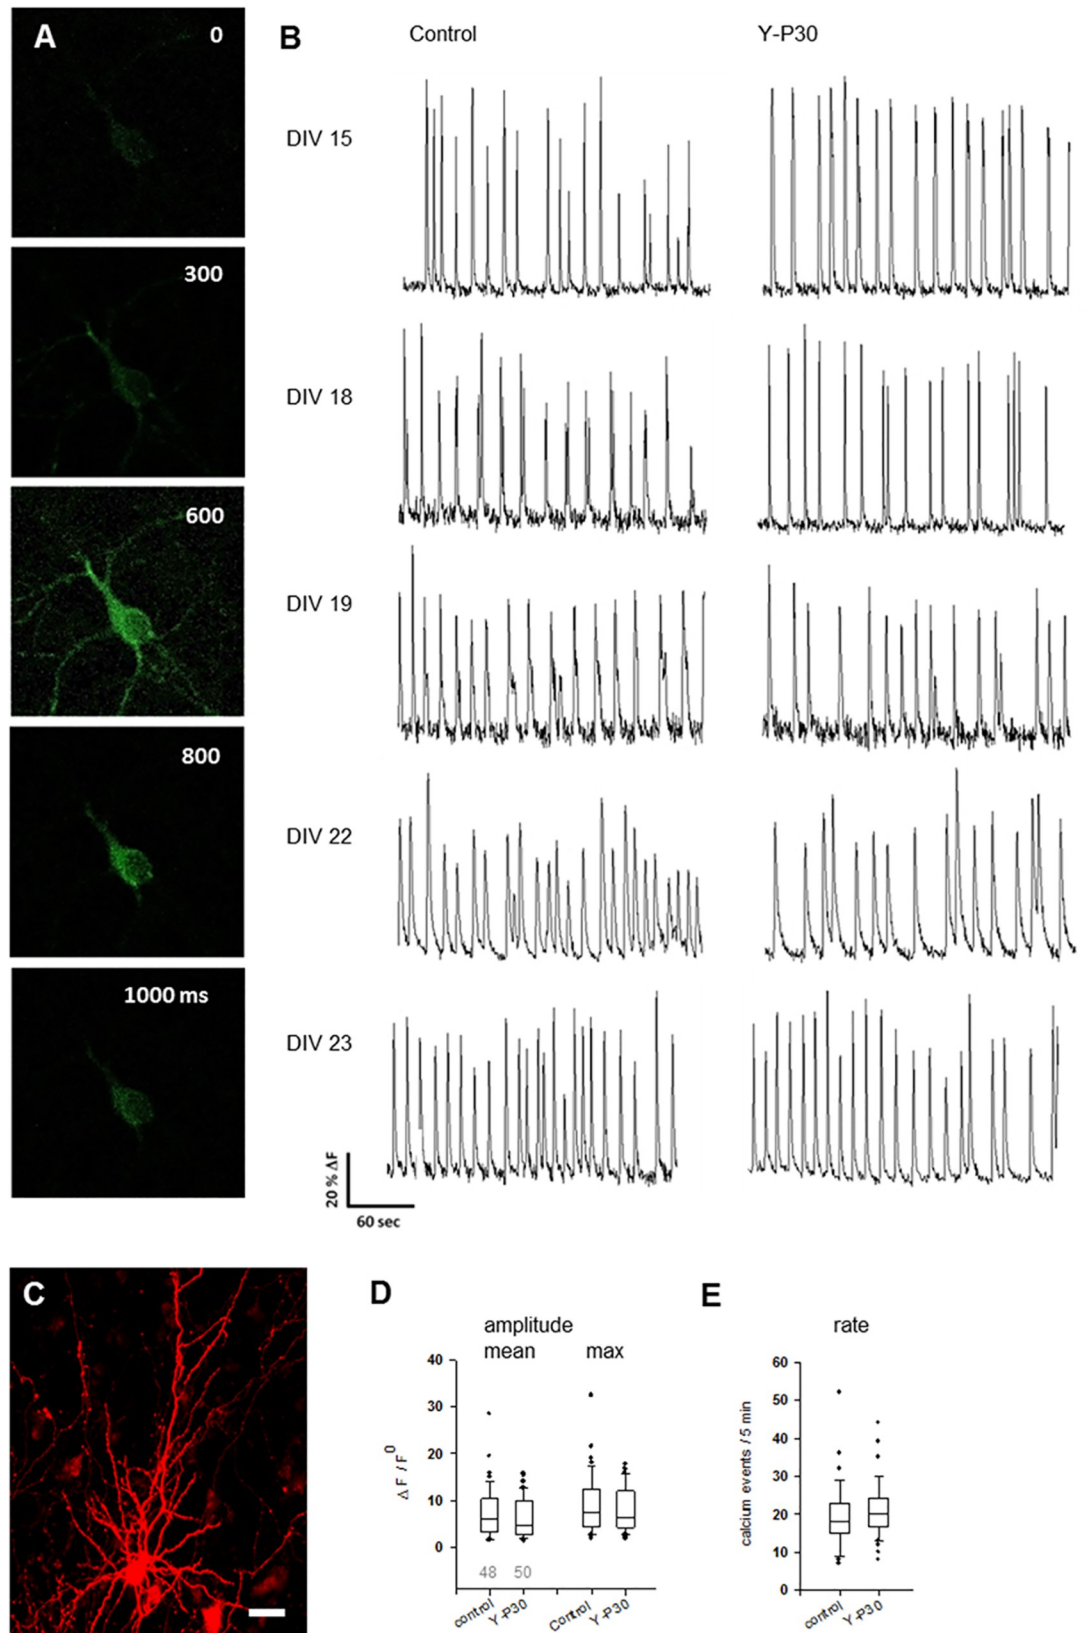 A
0
300
600
800
1000 ms
B
Control
Y-P30
DIV 15
DIV 18
DIV 19
DIV 22
DIV 23
20 % ΔF
60 sec
C
D
amplitude
mean max
40
30
20
10
0
Δ F / F 0
48 50
control Y-P30 Control Y-P30
E
rate
60
50
40
30
20
10
0
calcium events / 5 min
control Y-P30